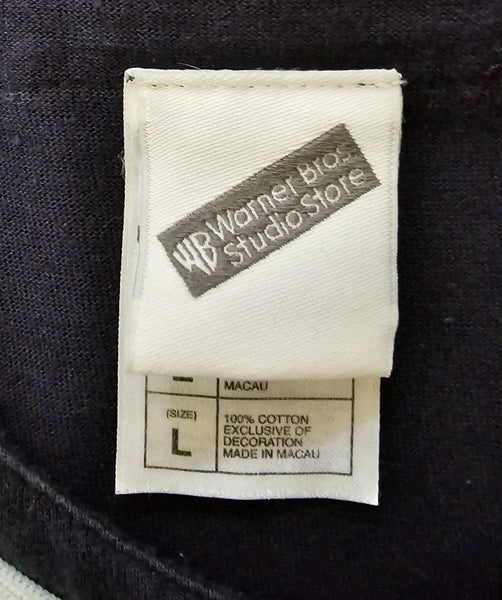 WB Warner Bros.
Studio Store
MACAU
(SIZE)
L
100% COTTON
EXCLUSIVE OF
DECORATION
MADE IN MACAU